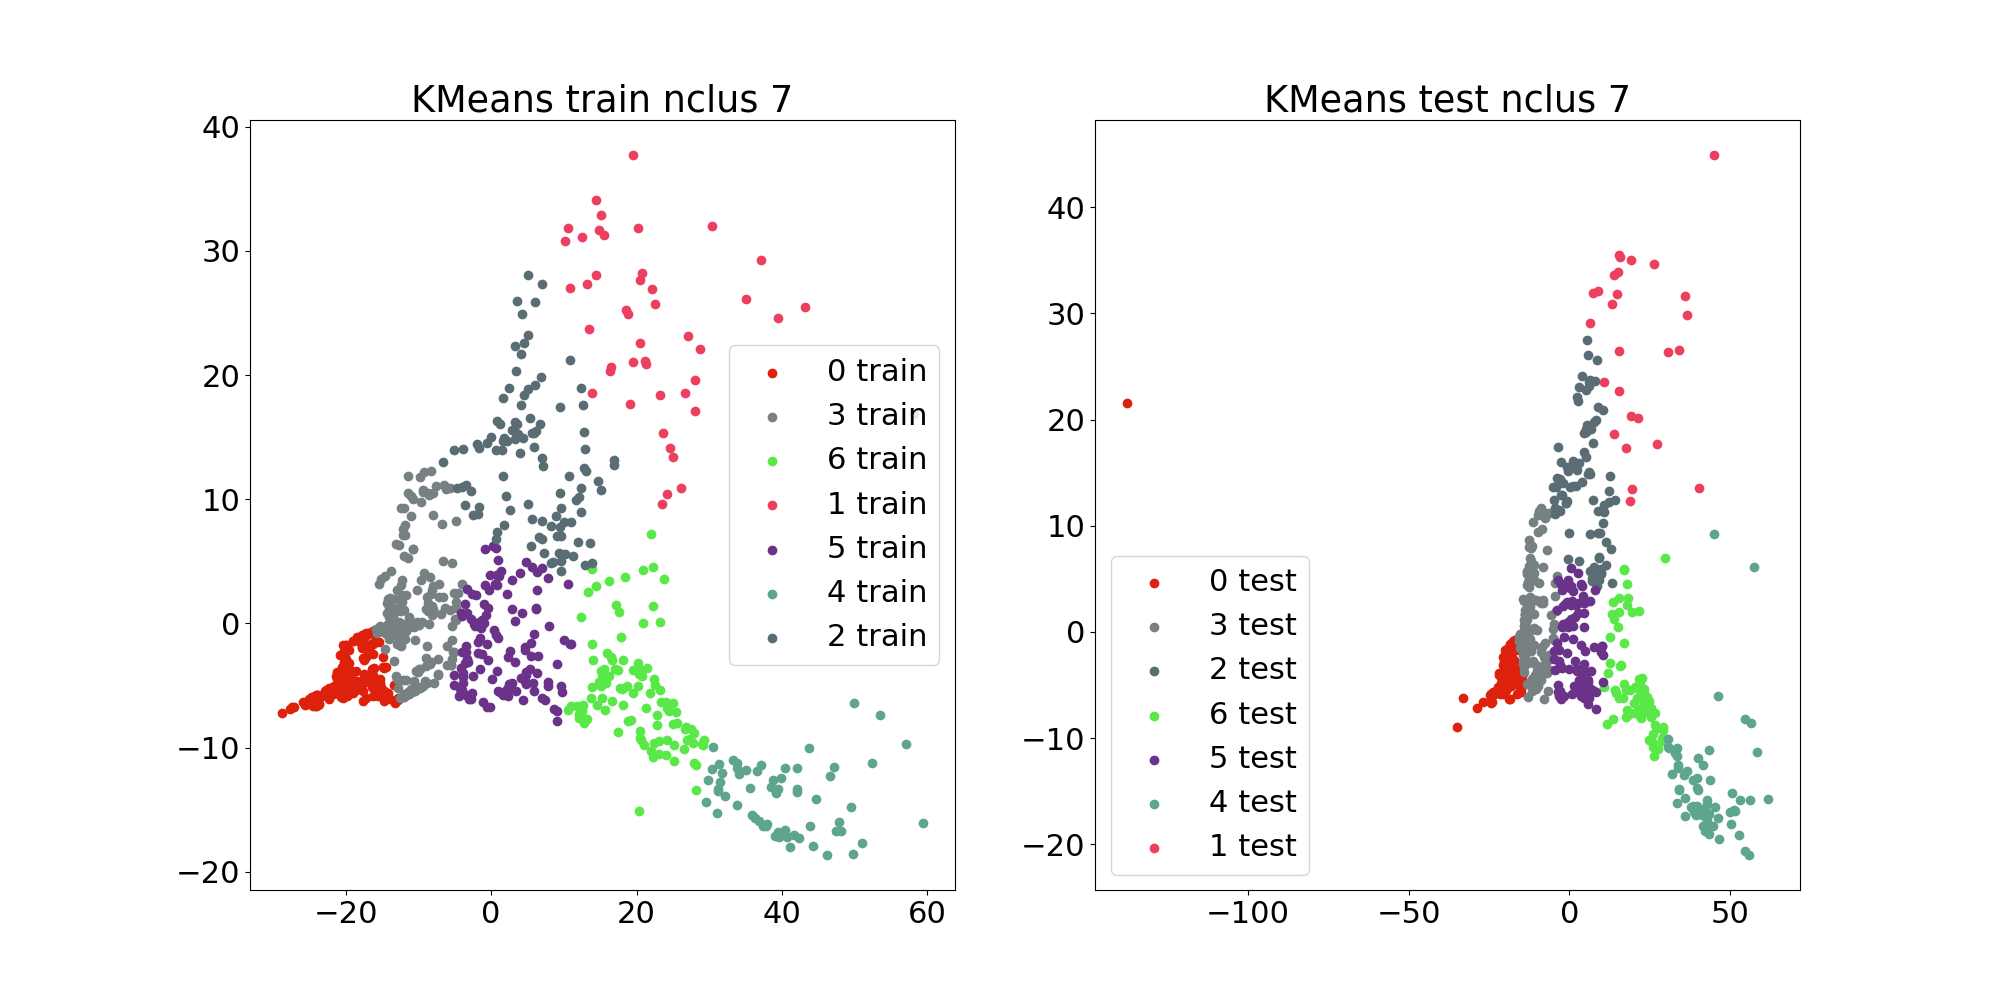 KMeans train nclus 7
40
30
20
10
0
−10
−20
−20
0
20
40
60
0 train
3 train
6 train
1 train
5 train
4 train
2 train
KMeans test nclus 7
40
30
20
10
0
−10
−20
−100
−50
0
50
0 test
3 test
2 test
6 test
5 test
4 test
1 test